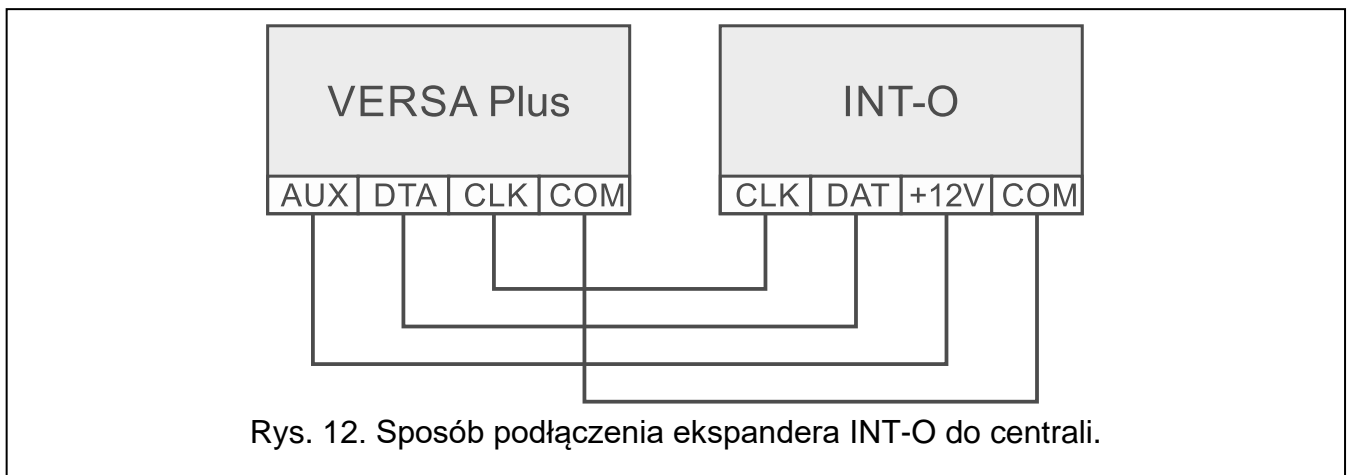 VERSA Plus
INT-O
AUX DTA CLK COM
CLK DAT +12V COM
Rys. 12. Sposób podłączenia ekspandera INT-O do centrali.